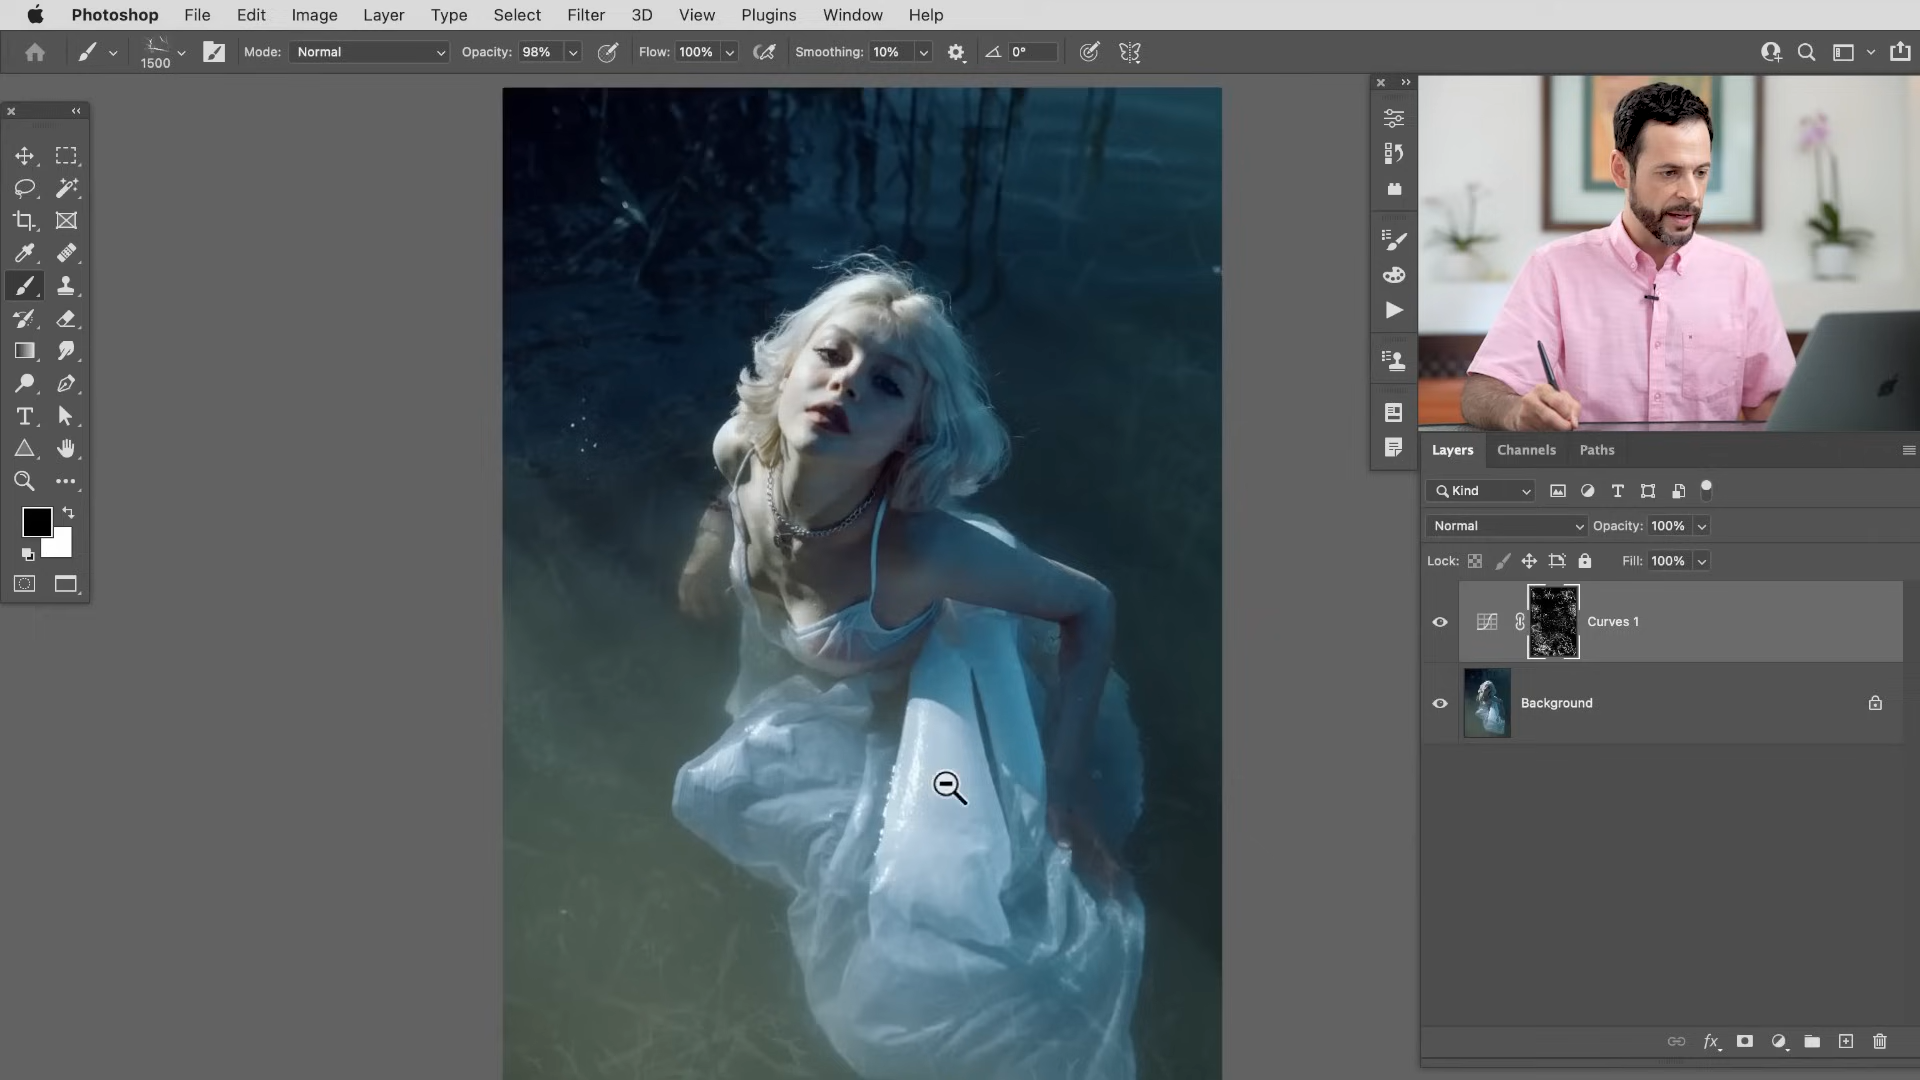 Photoshop File Edit Image Layer Type Select Filter 3D View Plugins Window Help
1500 Mode: Normal Opacity: 98% Flow: 100% Smoothing: 10% 0°
Layers Channels Paths
Kind
Normal Opacity: 100%
Lock: Fill: 100%
Curves 1
Background
fx